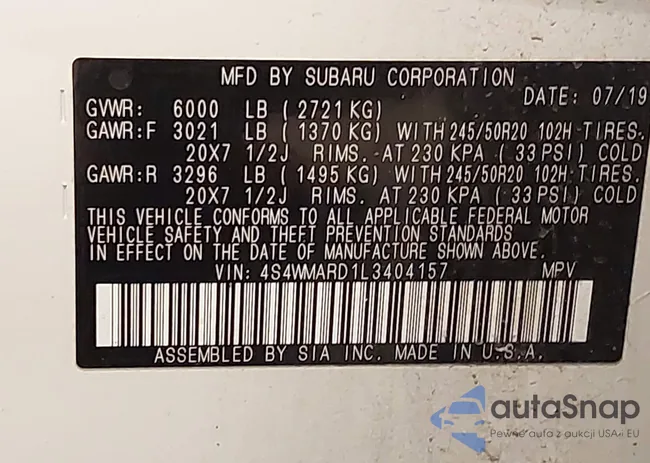 MFD BY SUBARU CORPORATION
DATE: 07/19
GVWR: 6000 LB ( 2721 KG)
GAWR:F 3021 LB ( 1370 KG) WITH 245/50R20 102H TIRES.
20X7 1/2J RIMS. AT 230 KPA ( 33 PSI) COLD
GAWR:R 3296 LB ( 1495 KG) WITH 245/50R20 102H TIRES.
20X7 1/2J RIMS. AT 230 KPA ( 33 PSI) COLD
THIS VEHICLE CONFORMS TO ALL APPLICABLE FEDERAL MOTOR
VEHICLE SAFETY AND THEFT PREVENTION STANDARDS
IN EFFECT ON THE DATE OF MANUFACTURE SHOWN ABOVE.
VIN: 4S4WMARD1L3404157 MPV
ASSEMBLED BY SIA INC. MADE IN U.S.A.
autaSnap
Pewne auta z aukcji USA i EU